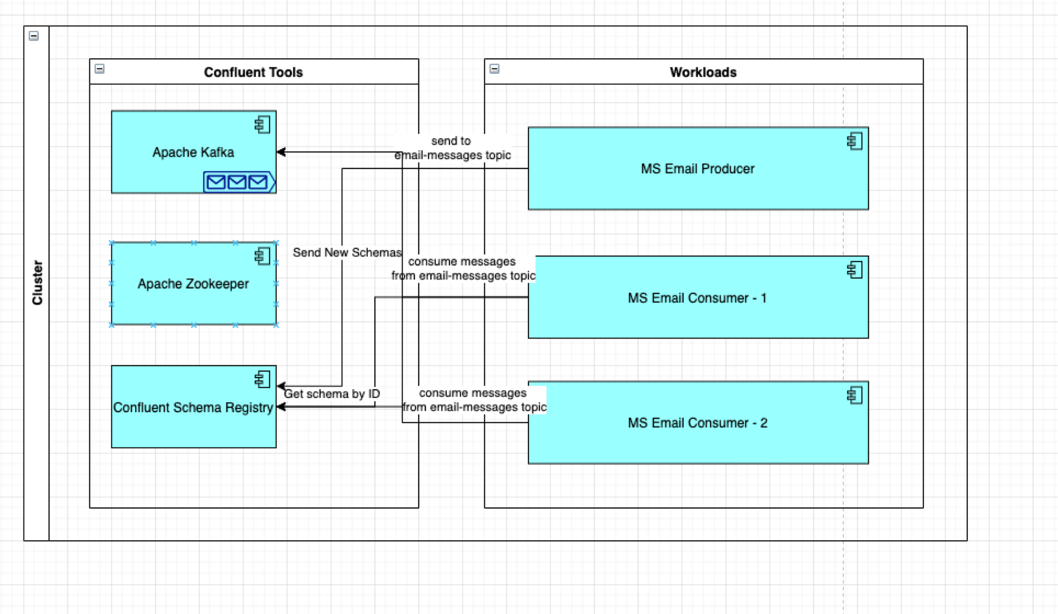 Cluster
Confluent Tools
Workloads
Apache Kafka
send to
email-messages topic
MS Email Producer
Send New Schemas
consume messages
from email-messages topic
Apache Zookeeper
MS Email Consumer - 1
Get schema by ID
consume messages
from email-messages topic
Confluent Schema Registry
MS Email Consumer - 2